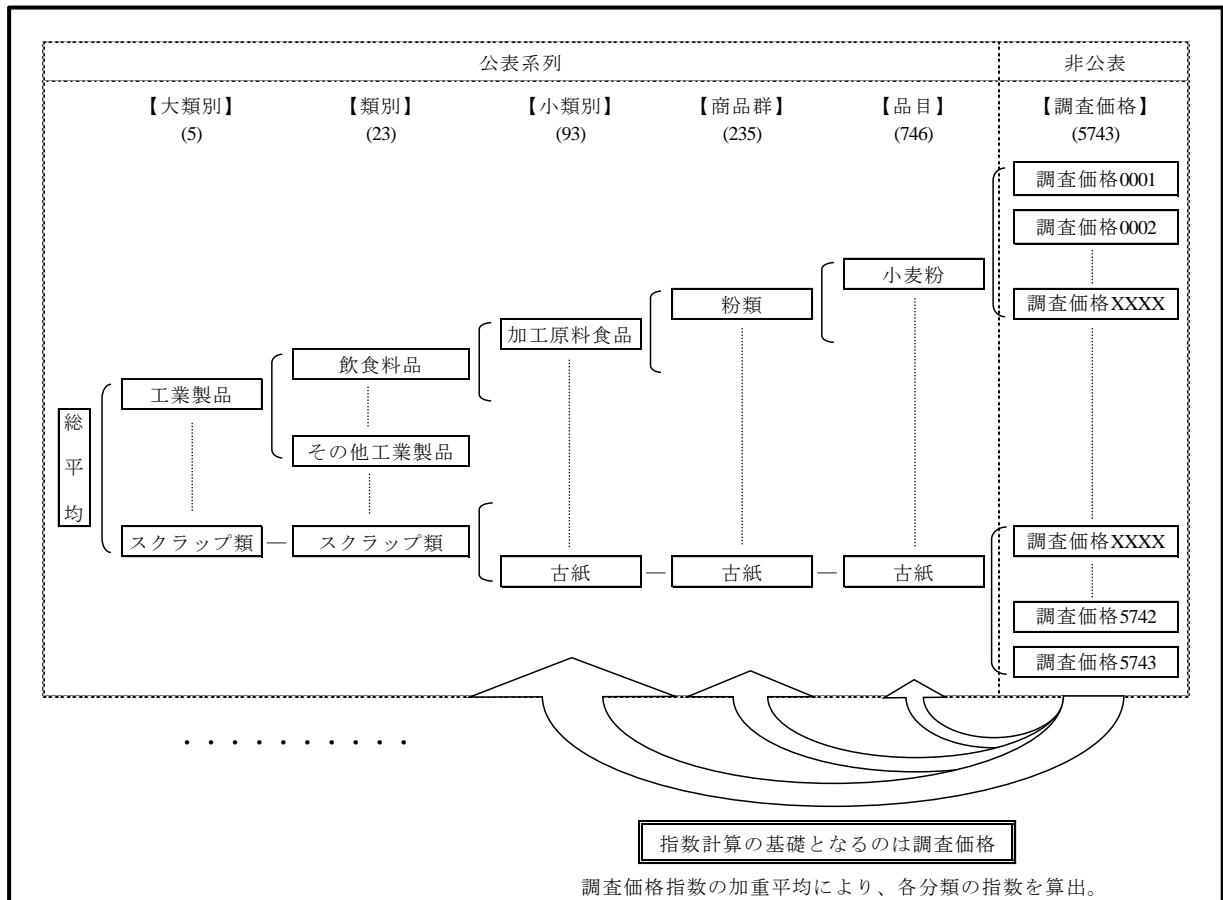 公表系列 非公表
【大類別】 【類別】 【小類別】 【商品群】 【品目】 【調査価格】
(5) (23) (93) (235) (746) (5743)
調査価格0001
調査価格0002
小麦粉
粉類 調査価格XXXX
加工原料食品
飲食料品
工業製品
総平均
その他工業製品
スクラップ類 スクラップ類 調査価格XXXX
古紙 古紙 古紙
調査価格5742
調査価格5743
・・・・・・・・・・
指数計算の基礎となるのは調査価格
調査価格指数の加重平均により、各分類の指数を算出。